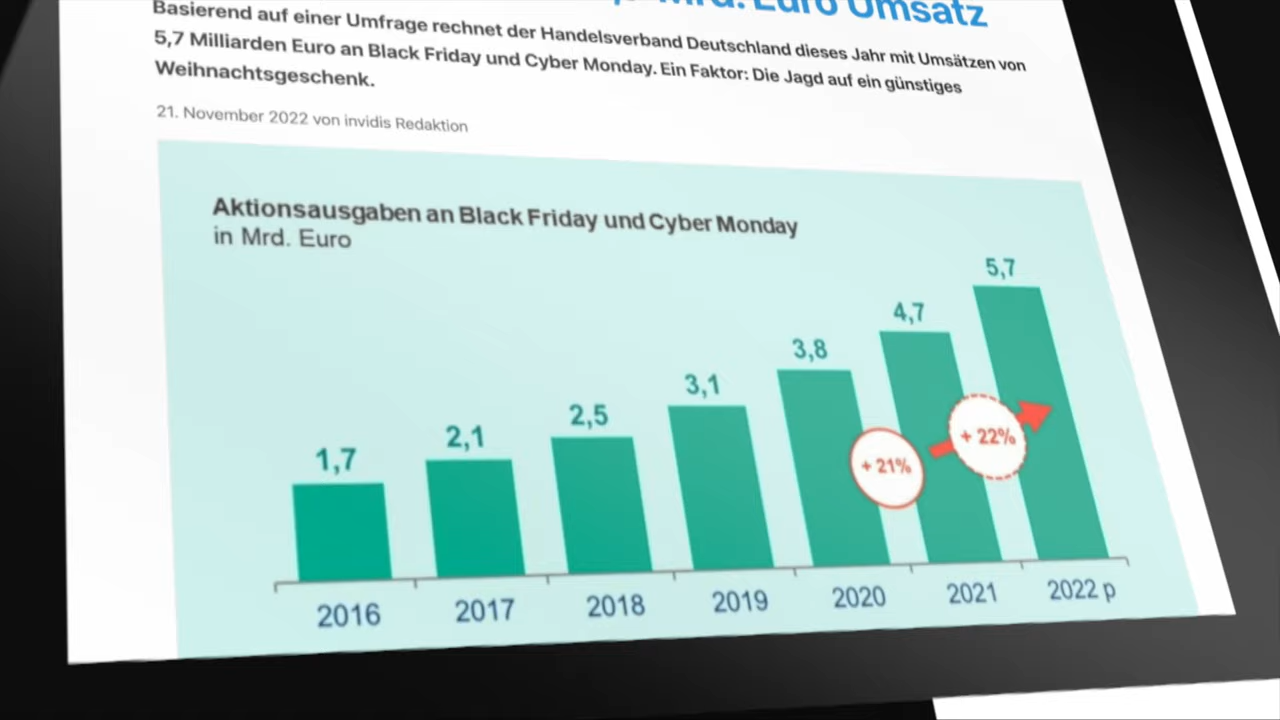 Mrd. Euro Umsatz
Basierend auf einer Umfrage rechnet der Handelsverband Deutschland dieses Jahr mit Umsätzen von
5,7 Milliarden Euro an Black Friday und Cyber Monday. Ein Faktor: Die Jagd auf ein günstiges
Weihnachtsgeschenk.
21. November 2022 von invidis Redaktion
Aktionsausgaben an Black Friday und Cyber Monday
in Mrd. Euro
5,7
4,7
3,8
3,1
2,5
2,1
1,7
+ 21%
+ 22%
2016
2017
2018
2019
2020
2021
2022 p